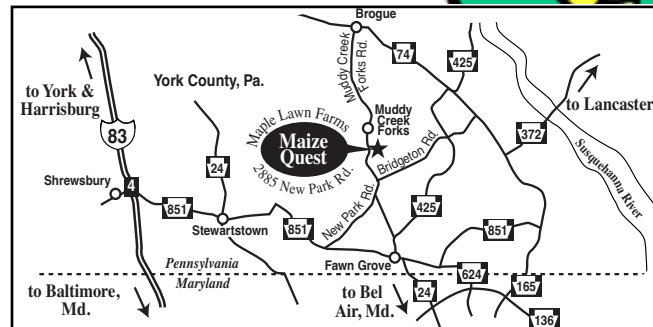 Brogue
Muddy Creek
Forks Rd.
74
425
to York &
Harrisburg
York County, Pa.
to Lancaster
83
Maple Lawn Farms
Muddy
Creek
Forks
Maize
Quest
2885 New Park Rd.
Bridgeton Rd.
372
Susquehanna River
24
Shrewsbury
4
851
Stewartstown
851
New Park Rd.
425
851
Fawn Grove
Pennsylvania
Maryland
624
165
to Baltimore,
Md.
to Bel
Air, Md.
24
136